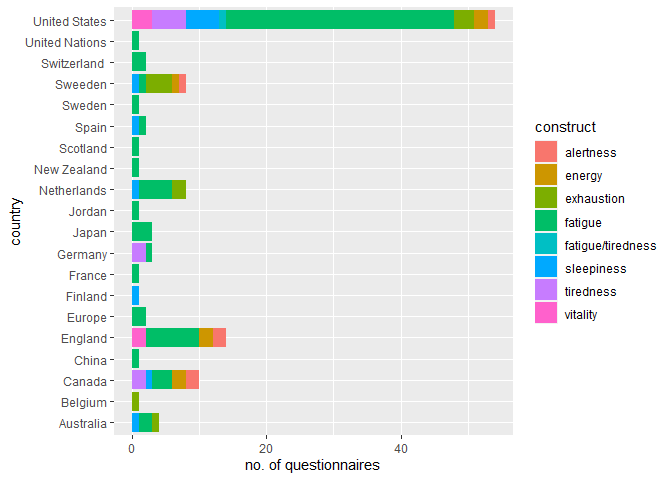 United States
United Nations
Switzerland
Sweeden
Sweden
Spain
Scotland
New Zealand
Netherlands
Jordan
Japan
Germany
France
Finland
Europe
England
China
Canada
Belgium
Australia
country
0 20 40
no. of questionnaires
construct
alertness
energy
exhaustion
fatigue
fatigue/tiredness
sleepiness
tiredness
vitality